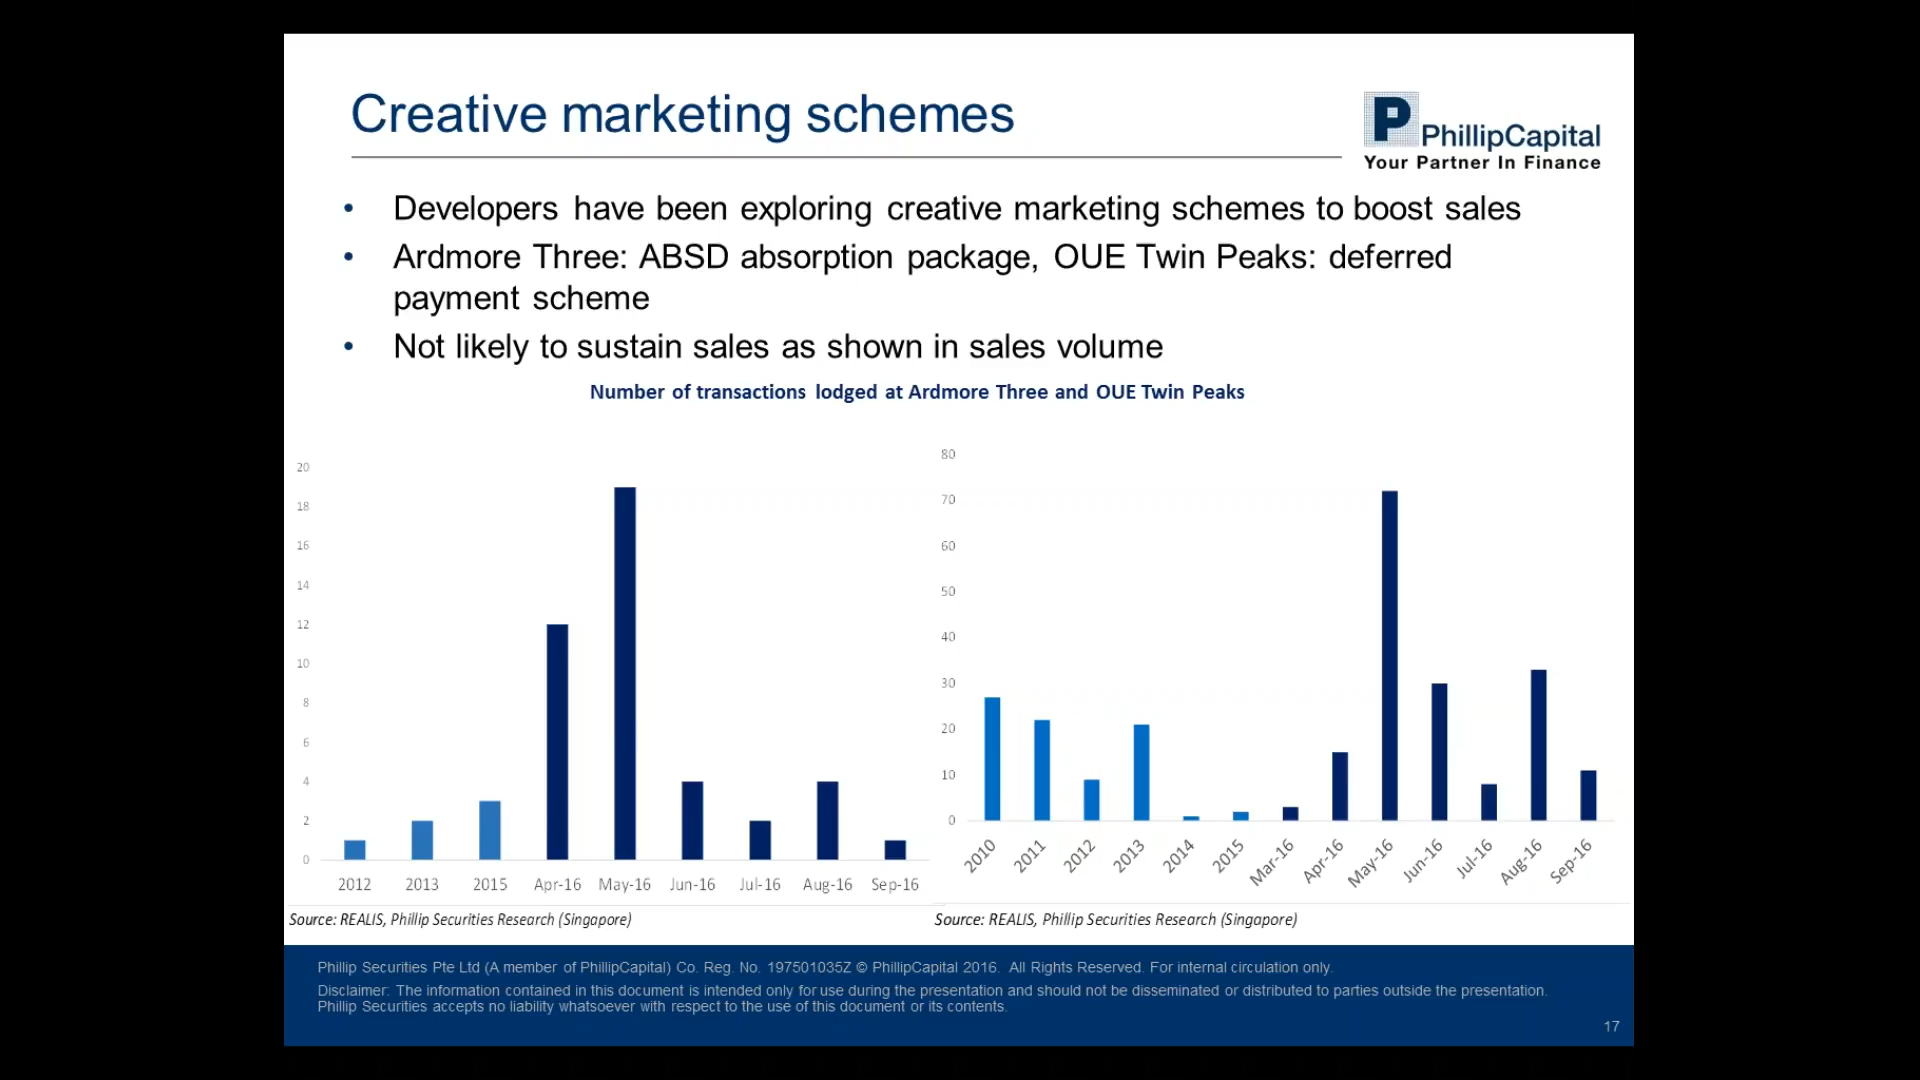 Creative marketing schemes
P
PhillipCapital
Your Partner In Finance
• Developers have been exploring creative marketing schemes to boost sales
• Ardmore Three: ABSD absorption package, OUE Twin Peaks: deferred
payment scheme
• Not likely to sustain sales as shown in sales volume
Number of transactions lodged at Ardmore Three and OUE Twin Peaks
20
18
16
14
12
10
8
6
4
2
0
2012 2013 2015 Apr-16 May-16 Jun-16 Jul-16 Aug-16 Sep-16
Source: REALIS, Phillip Securities Research (Singapore)
80
70
60
50
40
30
20
10
0
2010 2011 2012 2013 2014 2015 Mar-16 Apr-16 May-16 Jun-16 Jul-16 Aug-16 Sep-16
Source: REALIS, Phillip Securities Research (Singapore)
Phillip Securities Pte Ltd (A member of PhillipCapital) Co. Reg. No. 197501035Z © PhillipCapital 2016. All Rights Reserved. For internal circulation only.
Disclaimer: The information contained in this document is intended only for use during the presentation and should not be disseminated or distributed to parties outside the presentation.
Phillip Securities accepts no liability whatsoever with respect to the use of this document or its contents.
17